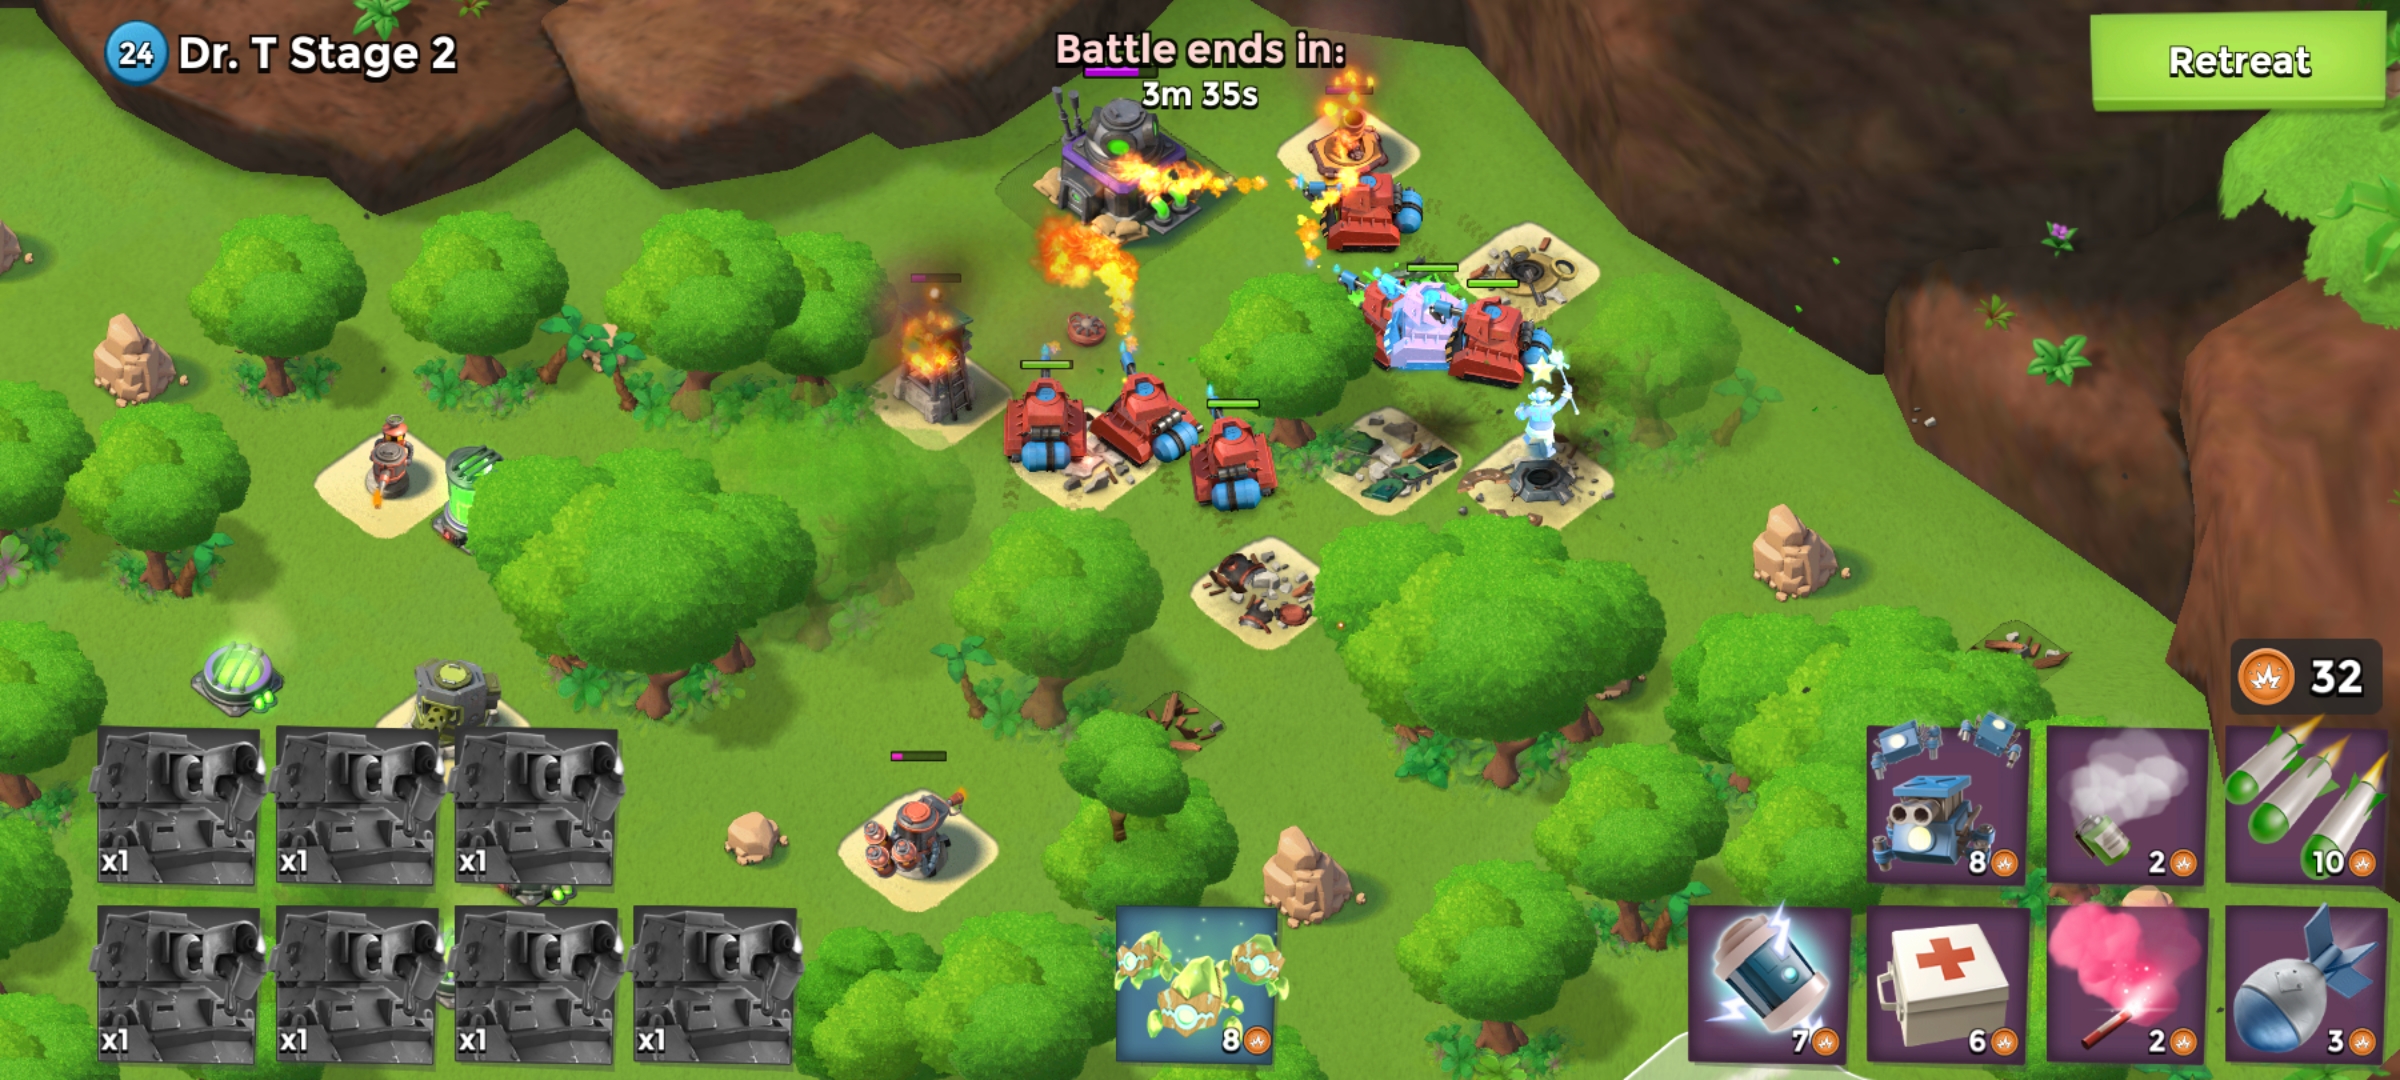 24 Dr. T Stage 2
Battle ends in:
3m 35s
Retreat
32
x1 x1 x1
8 2 10
x1 x1 x1 x1
8
7 6 2 3